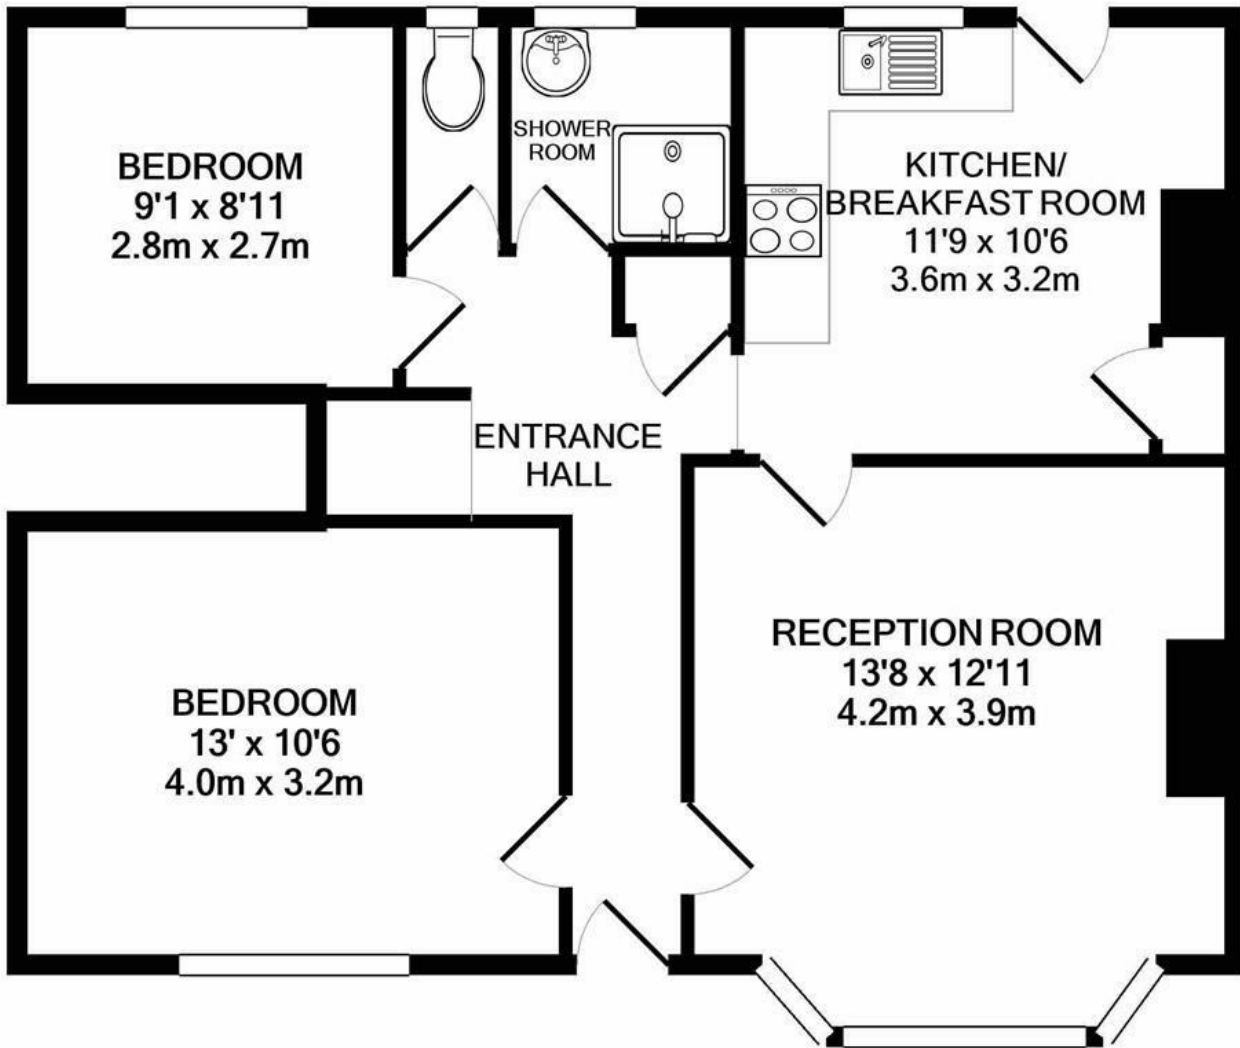 BEDROOM
9'1 x 8'11
2.8m x 2.7m
SHOWER
ROOM
KITCHEN/
BREAKFAST ROOM
11'9 x 10'6
3.6m x 3.2m
ENTRANCE
HALL
BEDROOM
13' x 10'6
4.0m x 3.2m
RECEPTION ROOM
13'8 x 12'11
4.2m x 3.9m